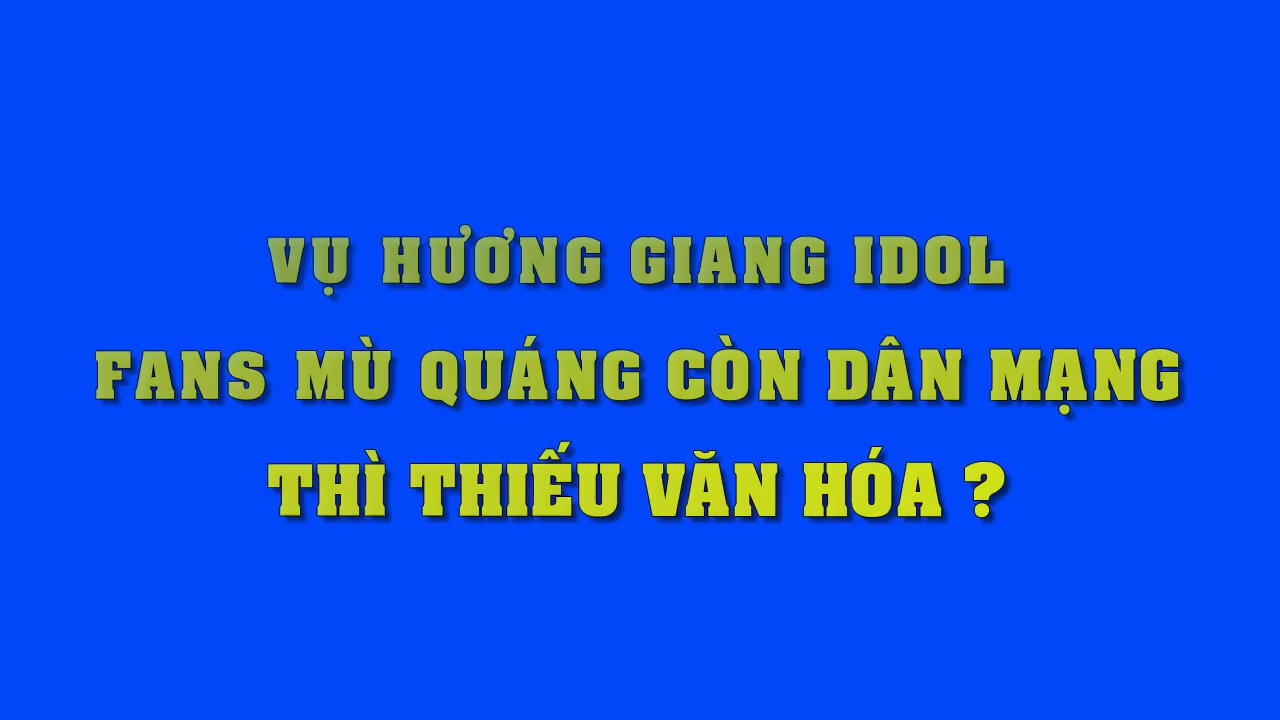 VỤ HƯƠNG GIANG IDOL
FANS MÙ QUÁNG CÒN DÂN MẠNG
THÌ THIẾU VĂN HÓA ?